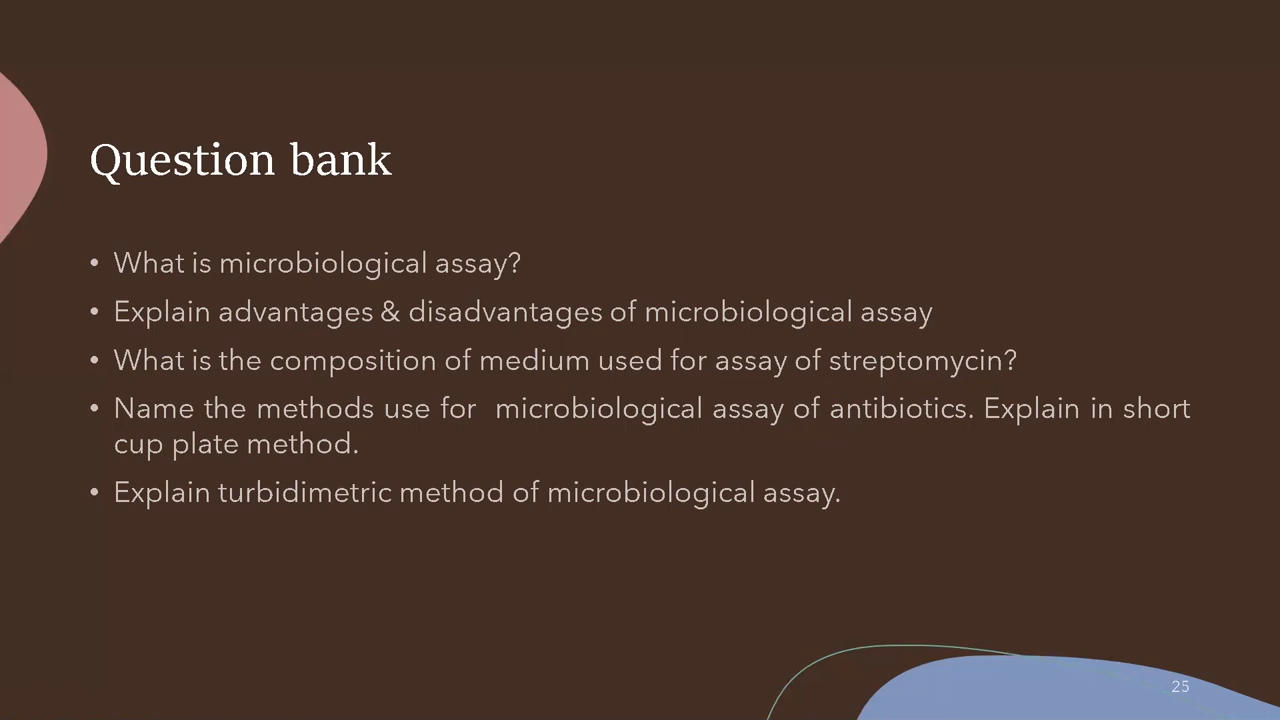 Question bank
• What is microbiological assay?
• Explain advantages & disadvantages of microbiological assay
• What is the composition of medium used for assay of streptomycin?
• Name the methods use for  microbiological assay of antibiotics. Explain in short
cup plate method.
• Explain turbidimetric method of microbiological assay.
25